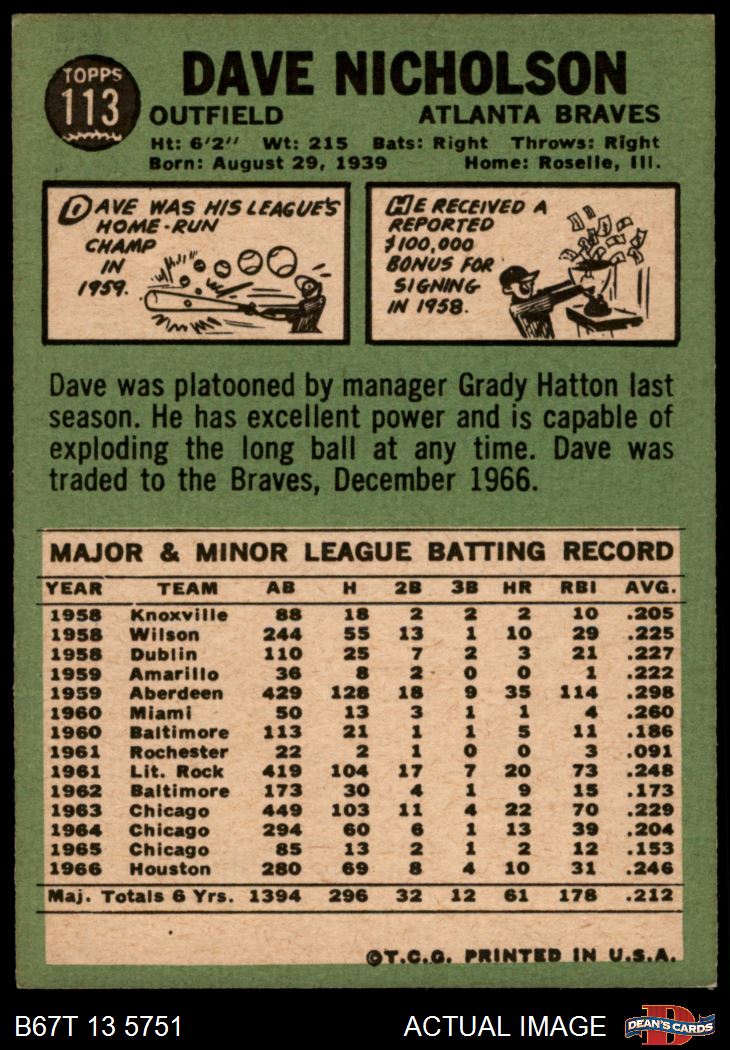 TOPPS
113
DAVE NICHOLSON
OUTFIELD ATLANTA BRAVES
Ht: 6'2" Wt: 215 Bats: Right Throws: Right
Born: August 29, 1939 Home: Roselle, Ill.
DAVE WAS HIS LEAGUE'S
HOME-RUN
CHAMP
IN
1959.
HE RECEIVED A
REPORTED
$100,000
BONUS FOR
SIGNING
IN 1958.
Dave was platooned by manager Grady Hatton last
season. He has excellent power and is capable of
exploding the long ball at any time. Dave was
traded to the Braves, December 1966.
MAJOR & MINOR LEAGUE BATTING RECORD
YEAR TEAM AB H 2B 3B HR RBI AVG.
1958 Knoxville 88 18 2 2 2 10 .205
1958 Wilson 244 55 13 1 10 29 .225
1958 Dublin 110 25 7 2 3 21 .227
1959 Amarillo 36 8 2 0 0 1 .222
1959 Aberdeen 429 128 18 9 35 114 .298
1960 Miami 50 13 3 1 1 4 .260
1960 Baltimore 113 21 1 1 5 11 .186
1961 Rochester 22 2 1 0 0 3 .091
1961 Lit. Rock 419 104 17 7 20 73 .248
1962 Baltimore 173 30 4 1 9 15 .173
1963 Chicago 449 103 11 4 22 70 .229
1964 Chicago 294 60 6 1 13 39 .204
1965 Chicago 85 13 2 1 2 12 .153
1966 Houston 280 69 8 4 10 31 .246
Maj. Totals 6 Yrs. 1394 296 32 12 61 178 .212
©T.C.G. PRINTED IN U.S.A.
B67T 13 5751 ACTUAL IMAGE
D
DEAN'S CARDS